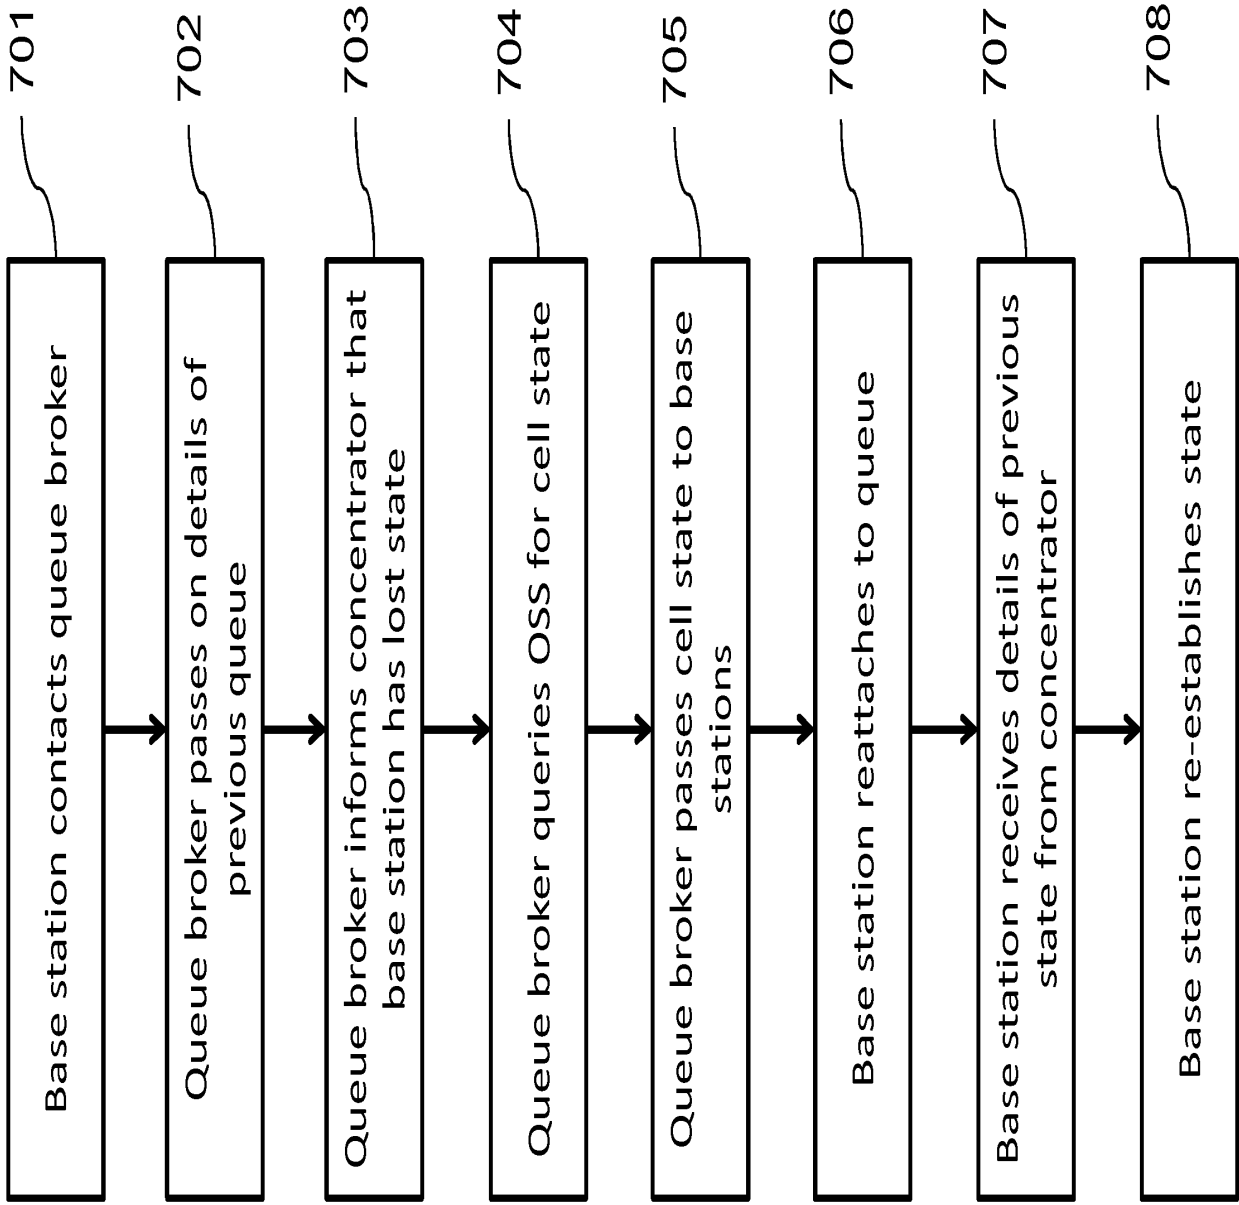 701
Base station contacts queue broker
702
Queue broker passes on details of
previous queue
703
Queue broker informs concentrator that
base station has lost state
704
Queue broker queries OSS for cell state
705
Queue broker passes cell state to base
stations
706
Base station reattaches to queue
707
Base station receives details of previous
state from concentrator
708
Base station re-establishes state